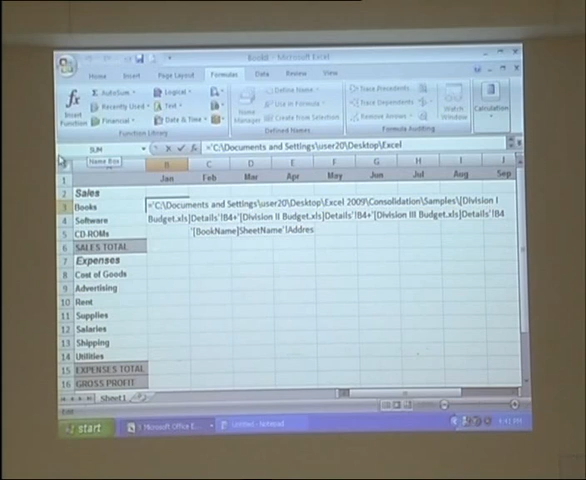 Book8 - Microsoft Excel
Home Insert Page Layout Formulas Data Review View
Insert Function
AutoSum
Recently Used
Financial
Logical
Text
Date & Time
Function Library
Name Manager
Define Name
Use in Formula
Create from Selection
Defined Names
Trace Precedents
Trace Dependents
Remove Arrows
Formula Auditing
Watch Window
Calculation
SUM ='C:\Documents and Settings\user20\Desktop\Excel
Name Box
B C D E F G H I J
1 Jan Feb Mar Apr May Jun Jul Aug Sep
2 Sales
3 Books ='C:\Documents and Settings\user20\Desktop\Excel 2009\Consolidation\Samples\[Division I
4 Software Budget.xls]Details'!B4+'[Division II Budget.xls]Details'!B4+'[Division III Budget.xls]Details'!B4
5 CD-ROMs '[BookName]SheetName'!Addres
6 SALES TOTAL
7 Expenses
8 Cost of Goods
9 Advertising
10 Rent
11 Supplies
12 Salaries
13 Shipping
14 Utilities
15 EXPENSES TOTAL
16 GROSS PROFIT
Sheet1
Edit
start
Microsoft Office E...
Untitled - Notepad